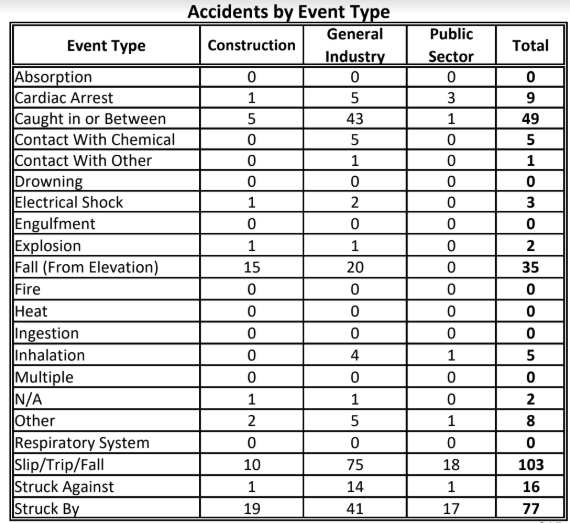 Accidents by Event Type
Event Type Construction General Industry Public Sector Total
Absorption 0 0 0 0
Cardiac Arrest 1 5 3 9
Caught in or Between 5 43 1 49
Contact With Chemical 0 5 0 5
Contact With Other 0 1 0 1
Drowning 0 0 0 0
Electrical Shock 1 2 0 3
Engulfment 0 0 0 0
Explosion 1 1 0 2
Fall (From Elevation) 15 20 0 35
Fire 0 0 0 0
Heat 0 0 0 0
Ingestion 0 0 0 0
Inhalation 0 4 1 5
Multiple 0 0 0 0
N/A 1 1 0 2
Other 2 5 1 8
Respiratory System 0 0 0 0
Slip/Trip/Fall 10 75 18 103
Struck Against 1 14 1 16
Struck By 19 41 17 77